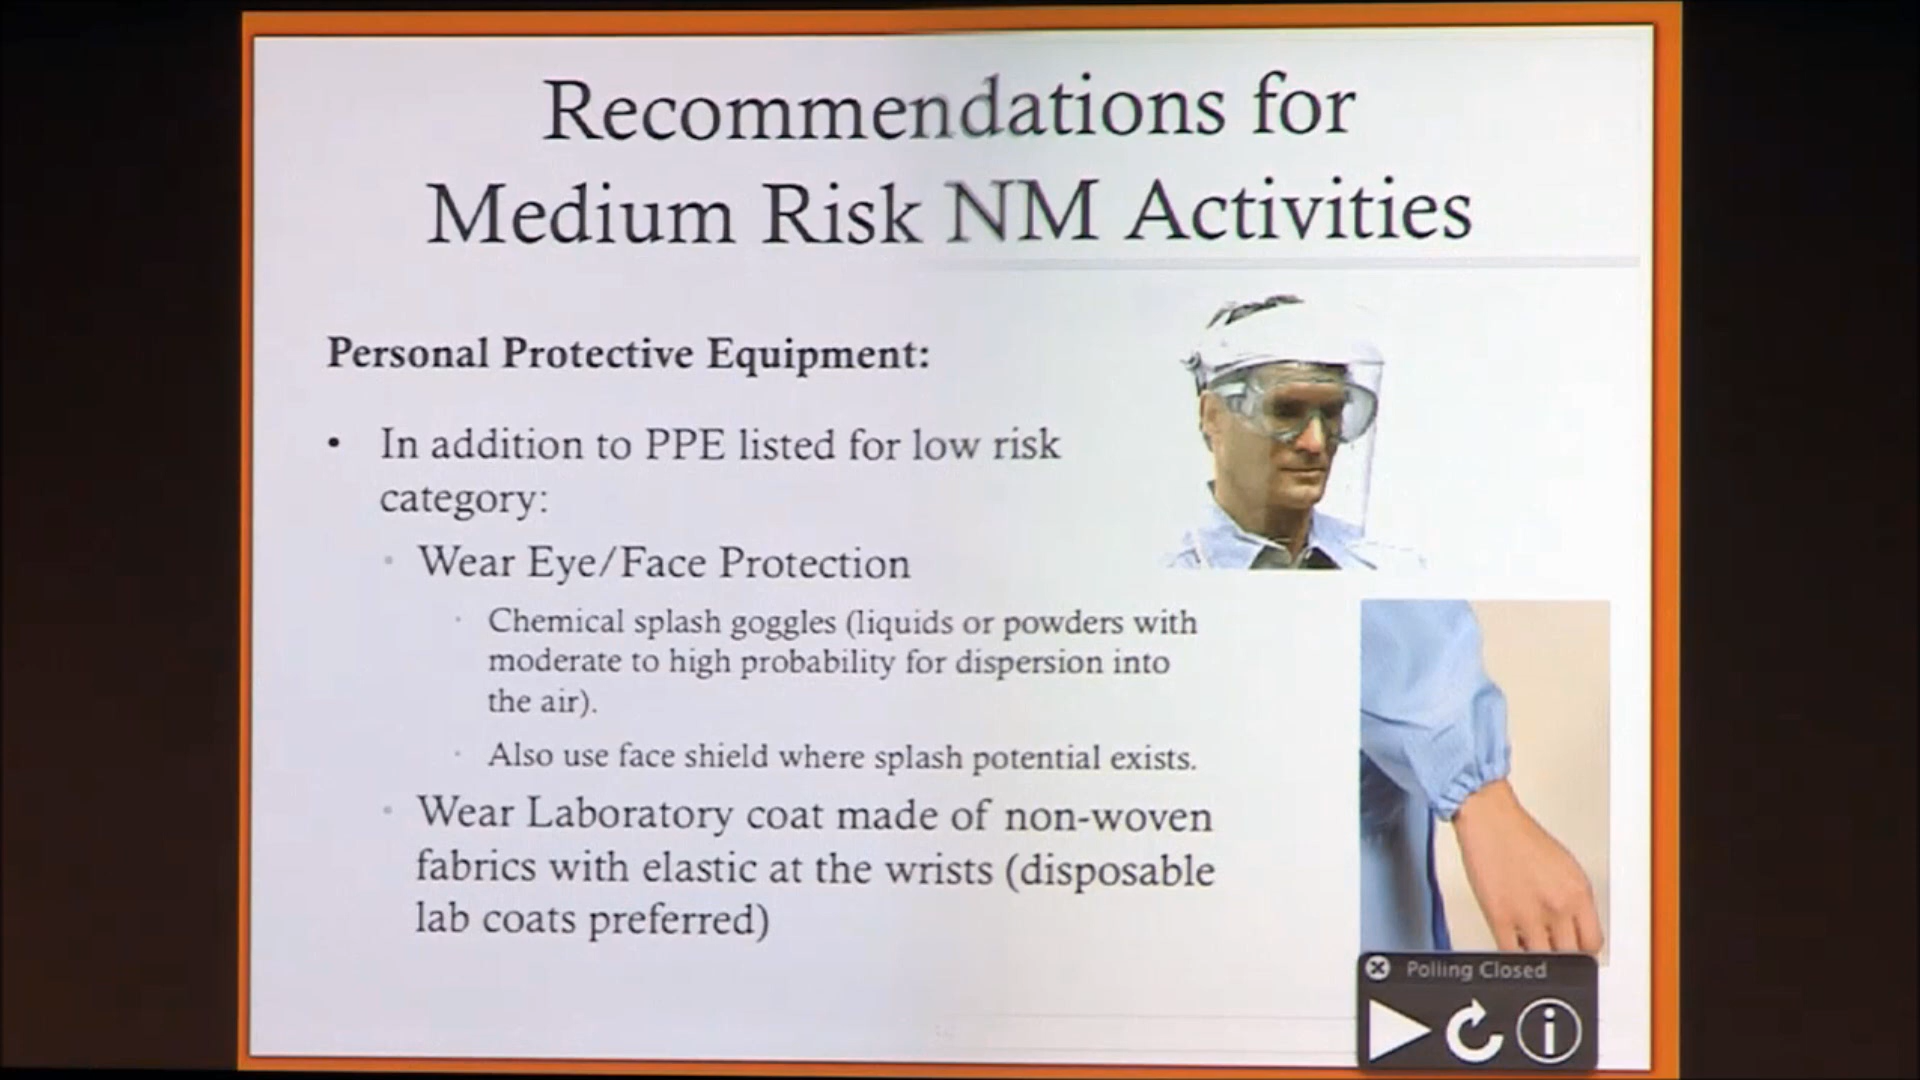 Recommendations for
Medium Risk NM Activities
Personal Protective Equipment:
• In addition to PPE listed for low risk
category:
• Wear Eye/Face Protection
• Chemical splash goggles (liquids or powders with
moderate to high probability for dispersion into
the air).
• Also use face shield where splash potential exists.
• Wear Laboratory coat made of non-woven
fabrics with elastic at the wrists (disposable
lab coats preferred)
Polling Closed